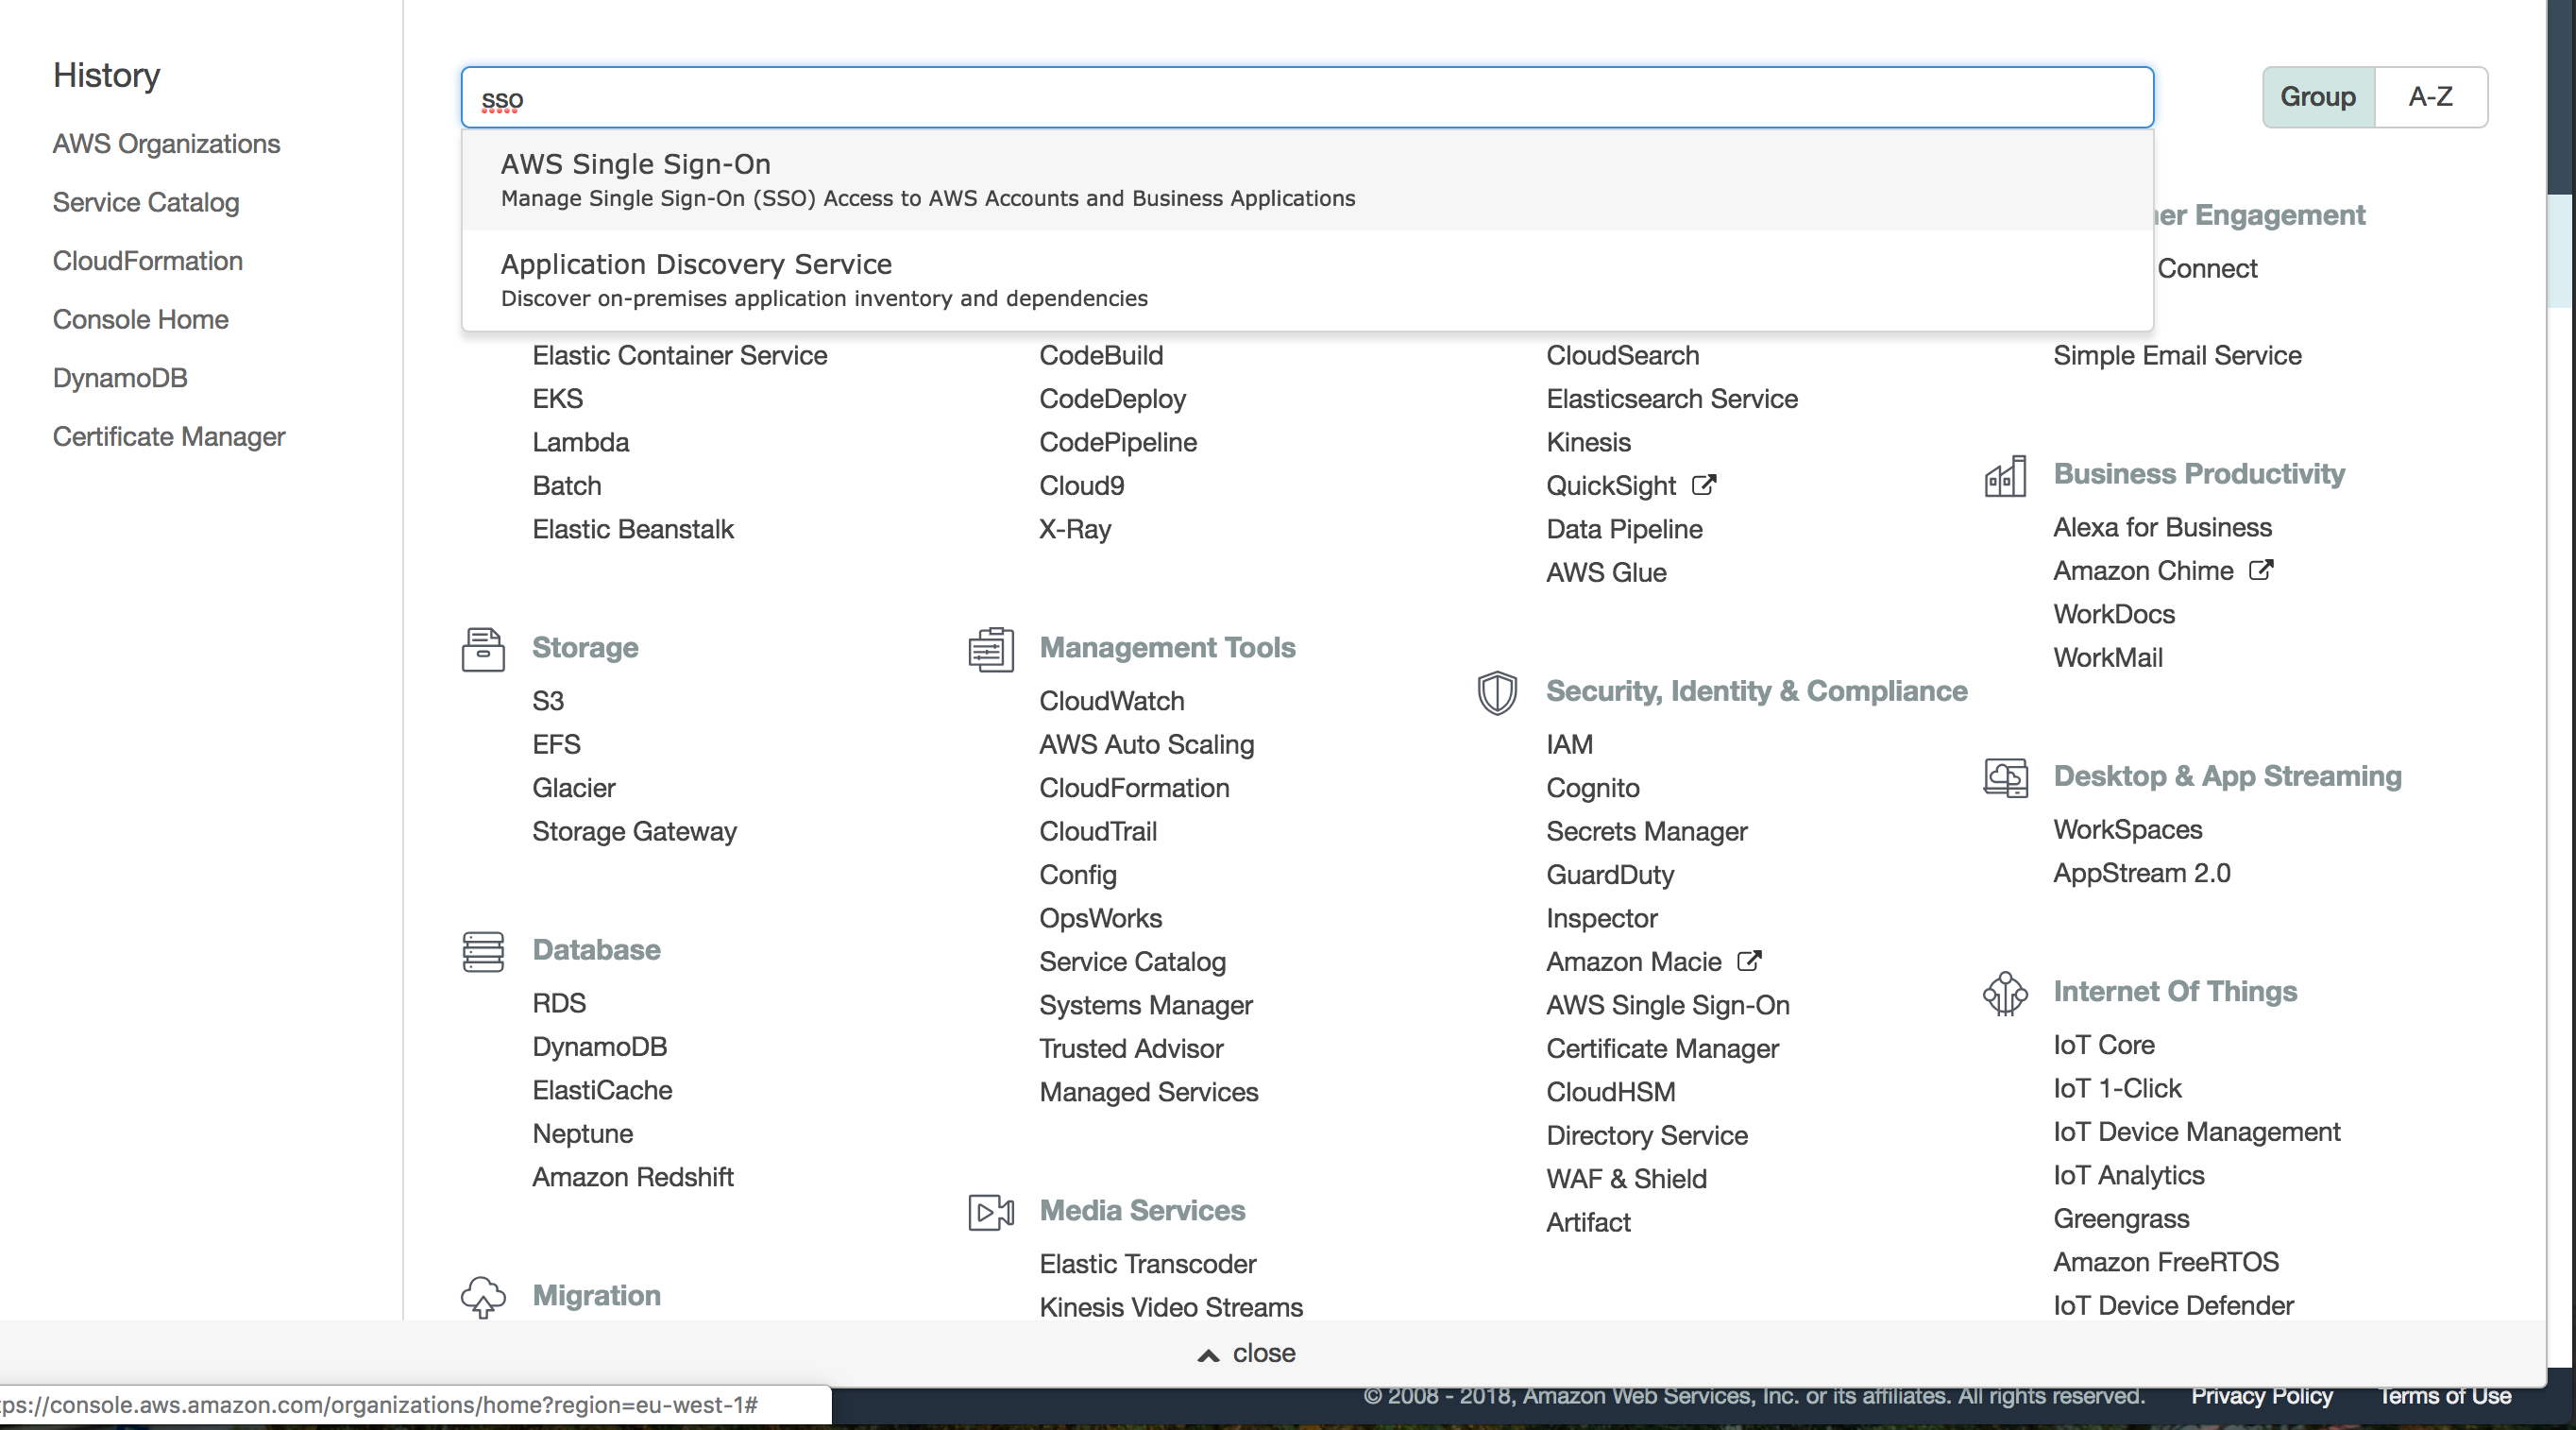 History
AWS Organizations
Service Catalog
CloudFormation
Console Home
DynamoDB
Certificate Manager
sso
Group
A-Z
AWS Single Sign-On
Manage Single Sign-On (SSO) Access to AWS Accounts and Business Applications
Application Discovery Service
Discover on-premises application inventory and dependencies
Elastic Container Service
EKS
Lambda
Batch
Elastic Beanstalk
Storage
S3
EFS
Glacier
Storage Gateway
Database
RDS
DynamoDB
ElastiCache
Neptune
Amazon Redshift
Migration
CodeBuild
CodeDeploy
CodePipeline
Cloud9
X-Ray
Management Tools
CloudWatch
AWS Auto Scaling
CloudFormation
CloudTrail
Config
OpsWorks
Service Catalog
Systems Manager
Trusted Advisor
Managed Services
Media Services
Elastic Transcoder
Kinesis Video Streams
CloudSearch
Elasticsearch Service
Kinesis
QuickSight
Data Pipeline
AWS Glue
Security, Identity & Compliance
IAM
Cognito
Secrets Manager
GuardDuty
Inspector
Amazon Macie
AWS Single Sign-On
Certificate Manager
CloudHSM
Directory Service
WAF & Shield
Artifact
er Engagement
Connect
Simple Email Service
Business Productivity
Alexa for Business
Amazon Chime
WorkDocs
WorkMail
Desktop & App Streaming
WorkSpaces
AppStream 2.0
Internet Of Things
IoT Core
IoT 1-Click
IoT Device Management
IoT Analytics
Greengrass
Amazon FreeRTOS
IoT Device Defender
close
ps://console.aws.amazon.com/organizations/home?region=eu-west-1#
© 2008 - 2018, Amazon Web Services, Inc. or its affiliates. All rights reserved.
Privacy Policy
Terms of Use